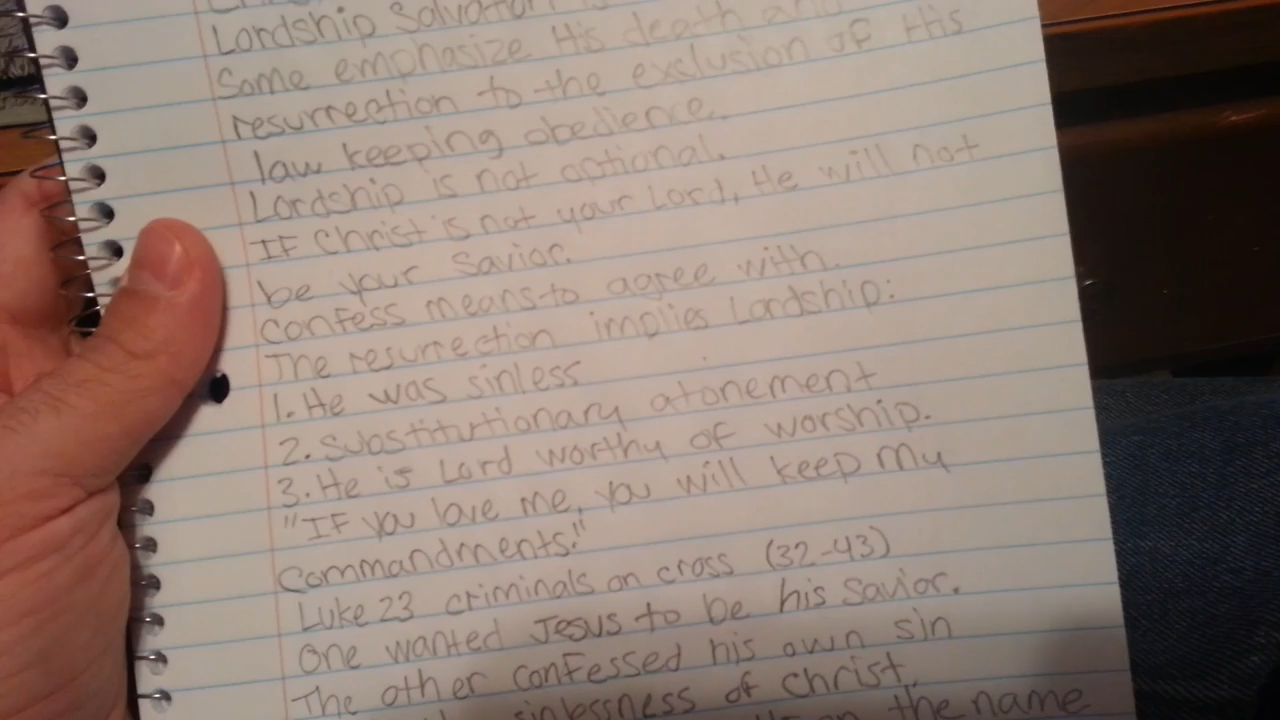 Lordship Salvation
Some emphasize His death and
resurrection to the exclusion of His
law keeping obedience.
Lordship is not optional.
IF Christ is not your Lord, He will not
be your Savior.
Confess means to agree with.
The resurrection implies Lordship:
1. He was sinless
2. Substitutionary atonement
3. He is Lord worthy of worship.
"IF you love me, you will keep my
Commandments."
Luke 23 criminals on cross (32-43)
One wanted Jesus to be his Savior.
The other confessed his own sin
sinlessness of Christ.
on the name